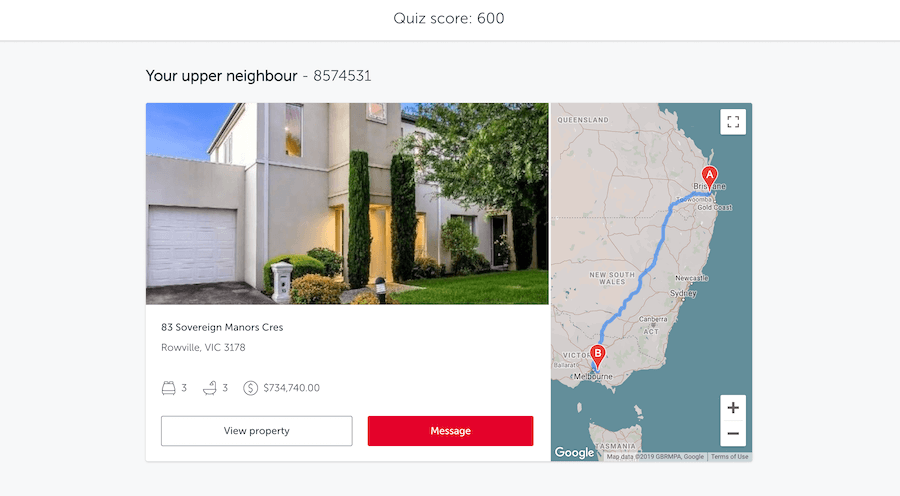 Quiz score: 600
Your upper neighbour - 8574531
83 Sovereign Manors Cres
Rowville, VIC 3178
3
3
$
$734,740.00
View property
Message
QUEENSLAND
A
Brisbane
Toowoomba
Gold Coast
NEW SOUTH
WALES
Newcastle
Sydney
Canberra
ACT
B
VICTOR
Ballarat
Melbourne
TASMANIA
+
−
Google
Map data ©2019 GBRMPA, Google
Terms of Use